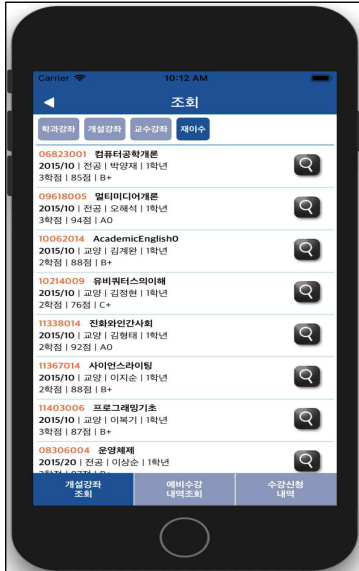 Carrier 10:12 AM
조회
학과강좌 개설강좌 교수강좌 재이수
06823001 컴퓨터공학개론
2015/10 | 전공 | 박양재 | 1학년
3학점 | 85점 | B+
09618005 멀티미디어개론
2015/10 | 전공 | 오해석 | 1학년
3학점 | 94점 | A0
10062014 AcademicEnglish0
2015/10 | 교양 | 김계완 | 1학년
2학점 | 88점 | B+
10214009 유비쿼터스의이해
2015/10 | 교양 | 김정현 | 1학년
2학점 | 76점 | C+
11338014 진화와인간사회
2015/10 | 교양 | 김형태 | 1학년
2학점 | 92점 | A0
11367014 사이언스라이팅
2015/10 | 교양 | 이지순 | 1학년
2학점 | 88점 | B+
11403006 프로그래밍기초
2015/10 | 교양 | 이복기 | 1학년
3학점 | 87점 | B+
08306004 운영체제
2015/20 | 전공 | 이상순 | 1학년
개설강좌 예비수강 수강신청
조회 내역조회 내역